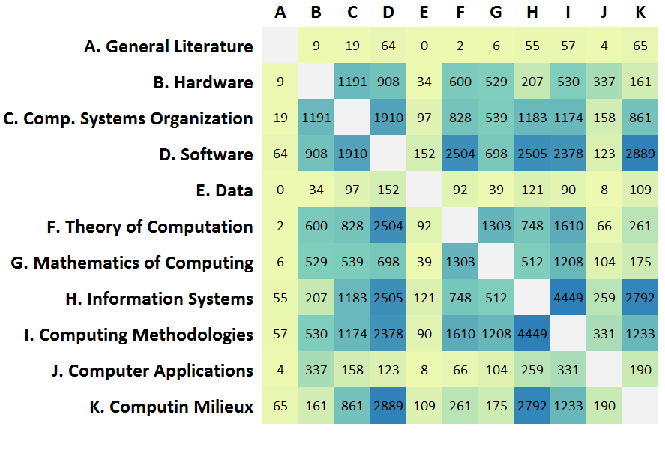 A B C D E F G H I J K
A. General Literature 9 19 64 0 2 6 55 57 4 65
B. Hardware 9 1191 908 34 600 529 207 530 337 161
C. Comp. Systems Organization 19 1191 1910 97 828 539 1183 1174 158 861
D. Software 64 908 1910 152 2504 698 2505 2378 123 2889
E. Data 0 34 97 152 92 39 121 90 8 109
F. Theory of Computation 2 600 828 2504 92 1303 748 1610 66 261
G. Mathematics of Computing 6 529 539 698 39 1303 512 1208 104 175
H. Information Systems 55 207 1183 2505 121 748 512 4449 259 2792
I. Computing Methodologies 57 530 1174 2378 90 1610 1208 4449 331 1233
J. Computer Applications 4 337 158 123 8 66 104 259 331 190
K. Computin Milieux 65 161 861 2889 109 261 175 2792 1233 190